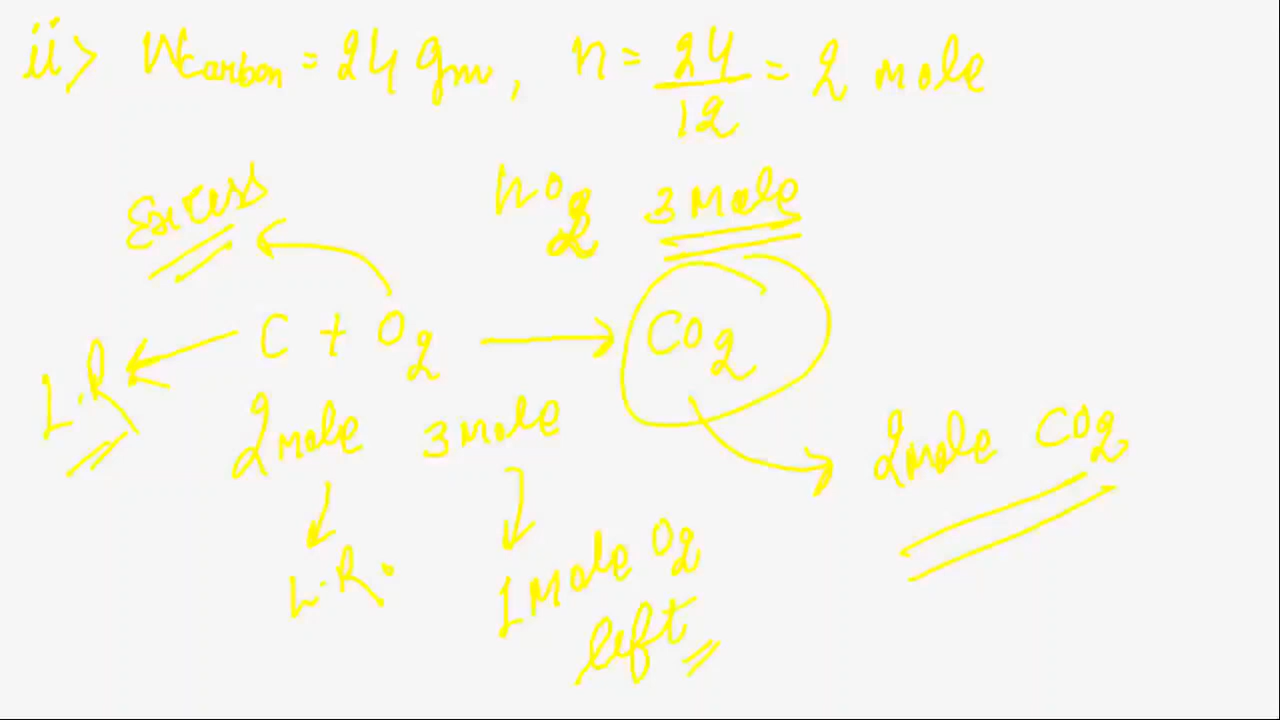 ii> Wcarbon = 24 gm, n = 24/12 = 2 mole
Excess
nO2 3 Mole
C + O2 → CO2
L.R
2 mole 3 mole
2 mole CO2
L.R.
1 Mole O2
left